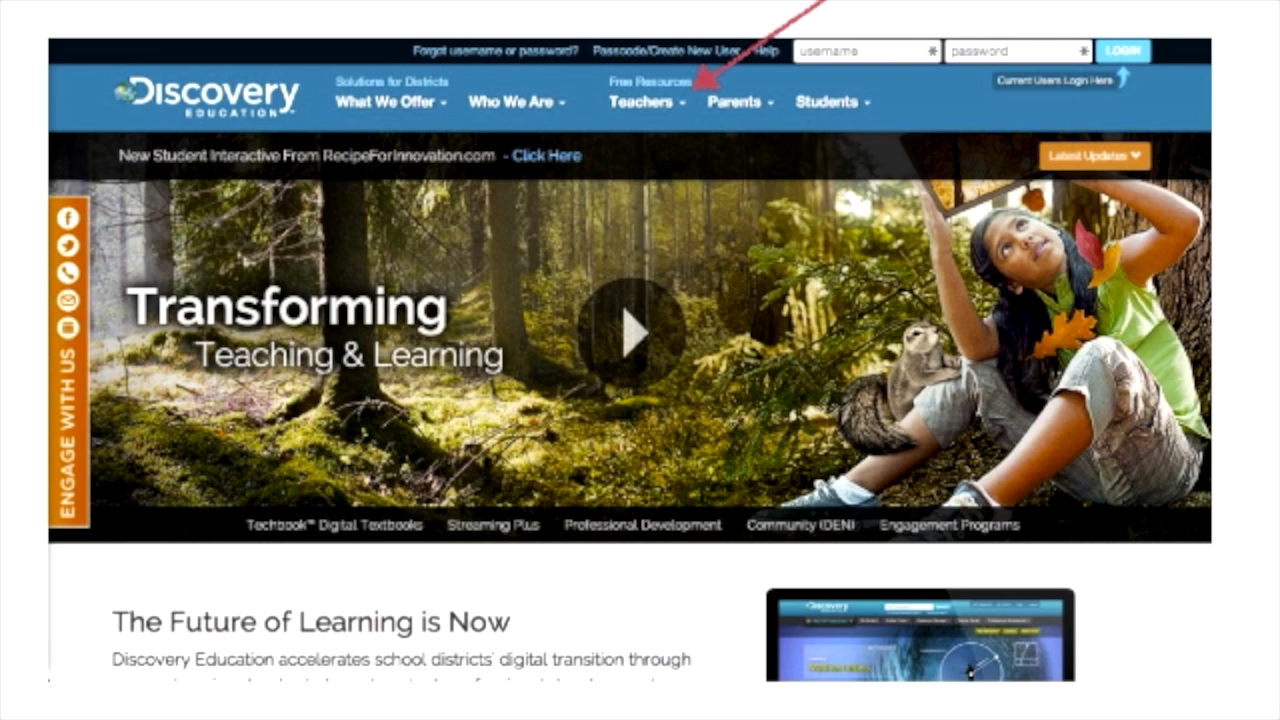 Forgot username or password? Passcode/Create New User Help username password LOGIN
Current Users Login Here
DISCOVERY
EDUCATION
Solutions for Districts Free Resources
What We Offer Who We Are Teachers Parents Students
New Student Interactive From RecipeForInnovation.com - Click Here Latest Updates
ENGAGE WITH US
Transforming
Teaching & Learning
Techbook™ Digital Textbooks Streaming Plus Professional Development Community (DEN) Engagement Programs
The Future of Learning is Now
Discovery Education accelerates school districts' digital transition through
Discovery